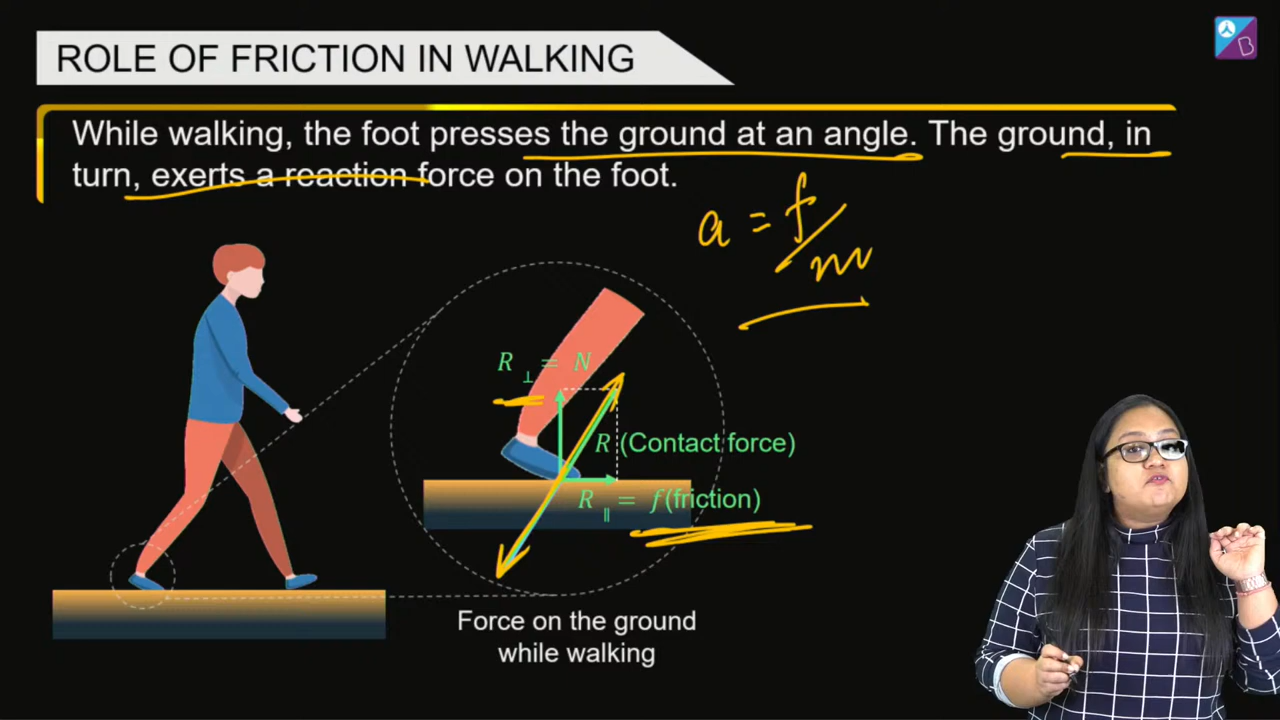 ROLE OF FRICTION IN WALKING
While walking, the foot presses the ground at an angle. The ground, in
turn, exerts a reaction force on the foot.
a = f/m
R⊥ = N
R (Contact force)
R∥ = f(friction)
Force on the ground
while walking
B